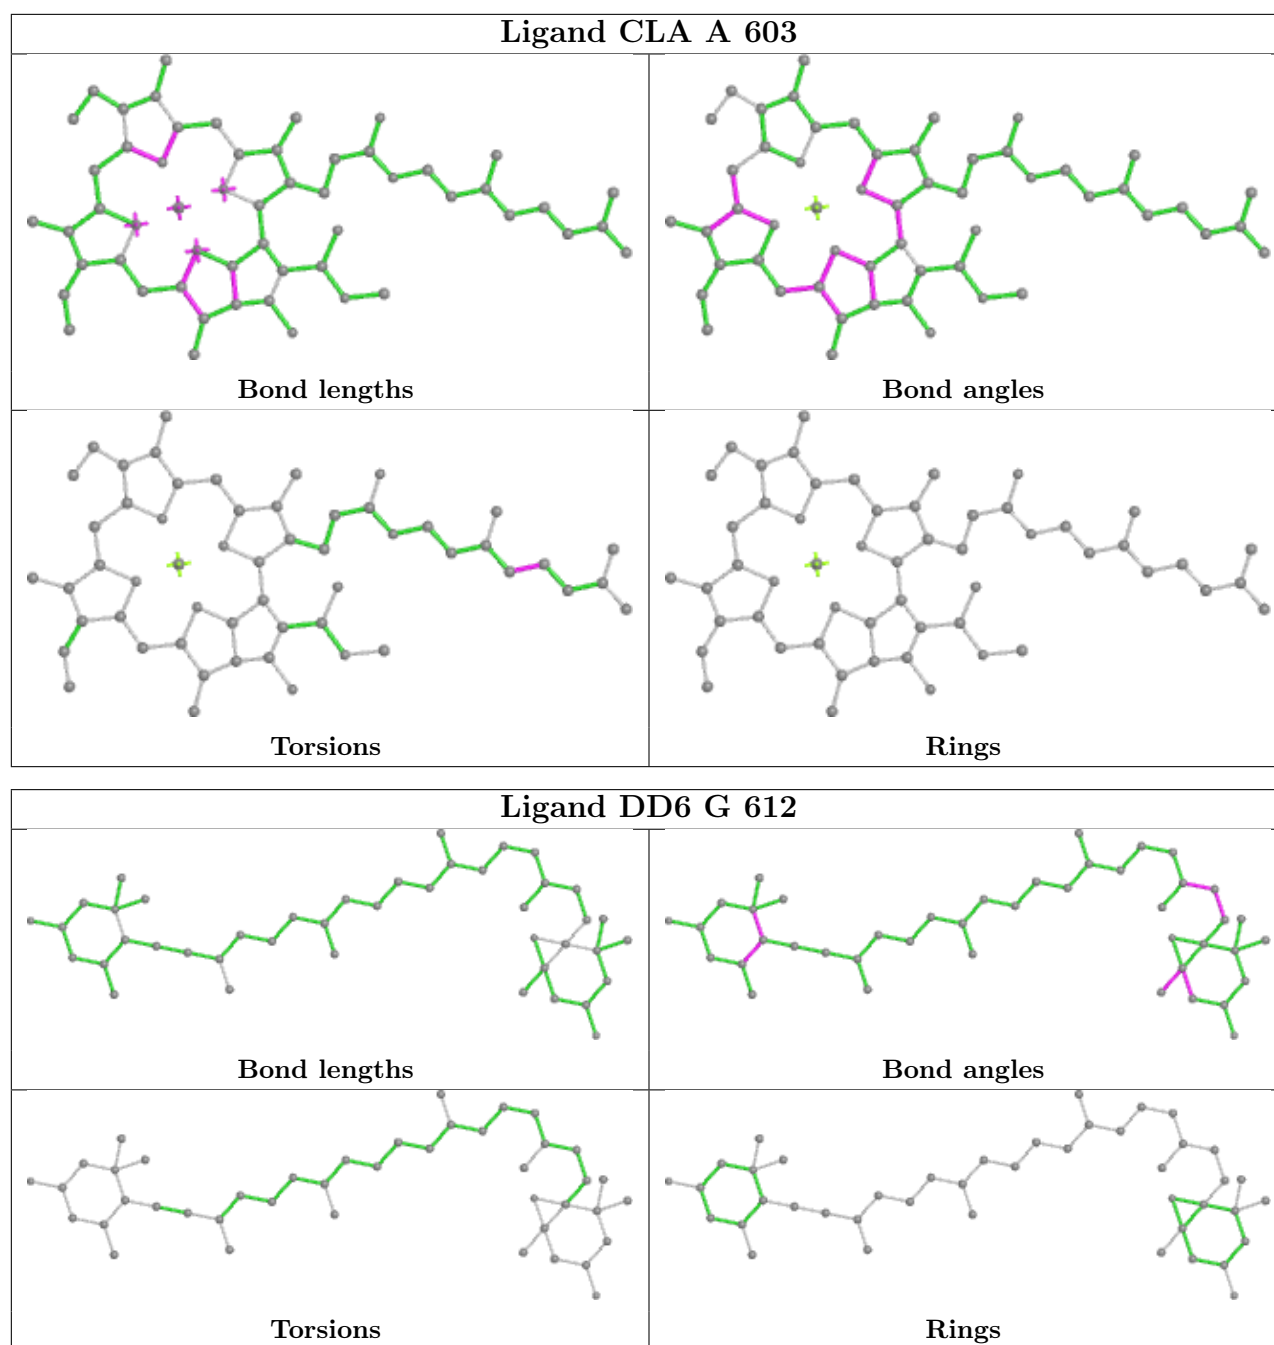 Ligand CLA A 603
Bond lengths
Bond angles
Torsions
Rings
Ligand DD6 G 612
Bond lengths
Bond angles
Torsions
Rings